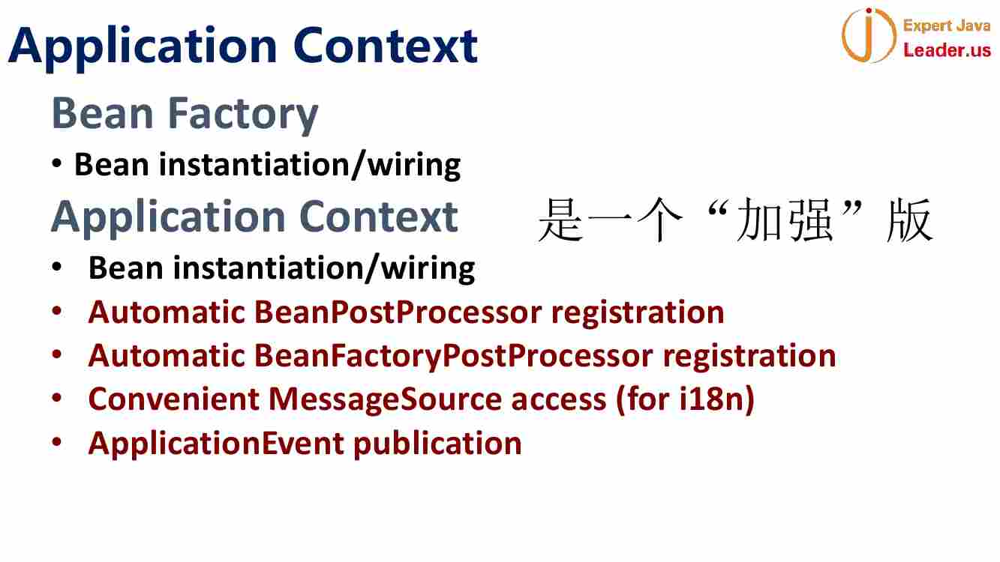 Application Context
Expert Java
Leader.us
Bean Factory
• Bean instantiation/wiring
Application Context 是一个“加强”版
• Bean instantiation/wiring
• Automatic BeanPostProcessor registration
• Automatic BeanFactoryPostProcessor registration
• Convenient MessageSource access (for i18n)
• ApplicationEvent publication